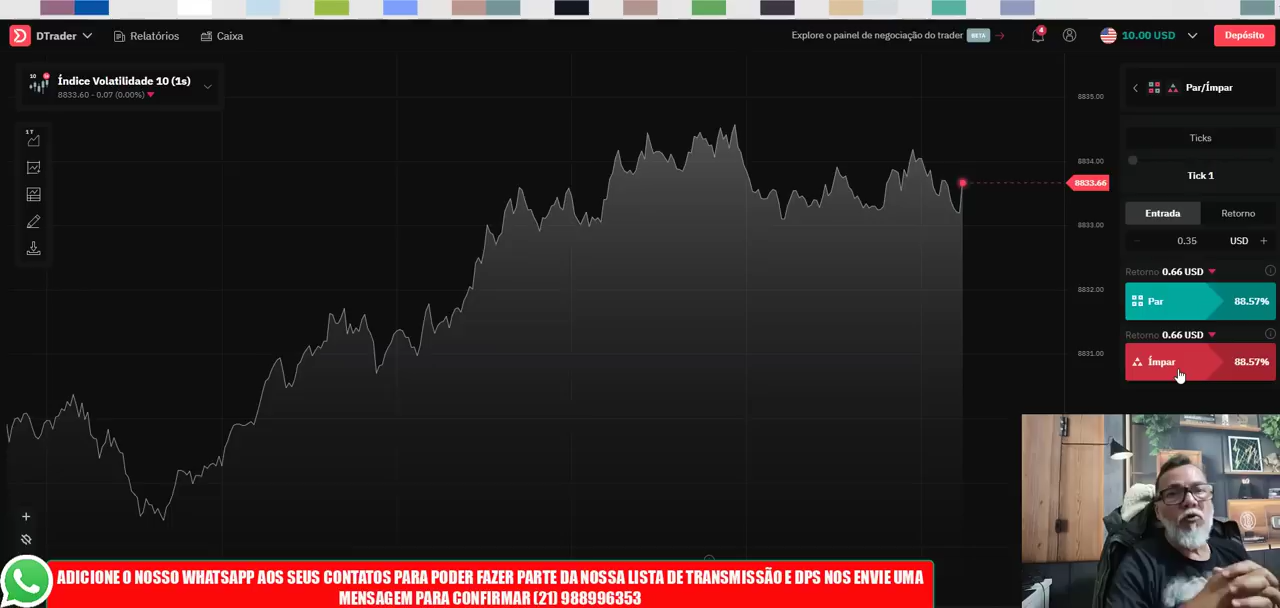 DTrader
Relatórios
Caixa
Explore o painel de negociação do trader BETA
4
10.00 USD
Depósito
10
Índice Volatilidade 10 (1s)
8833.60 - 0.07 (0.00%)
1 T
8835.00
8834.00
8833.66
8833.00
8832.00
8831.00
Par/Ímpar
Ticks
Tick 1
Entrada
Retorno
- 0.35 USD +
Retorno 0.66 USD
Par 88.57%
Retorno 0.66 USD
Ímpar 88.57%
ADICIONE O NOSSO WHATSAPP AOS SEUS CONTATOS PARA PODER FAZER PARTE DA NOSSA LISTA DE TRANSMISSÃO E DPS NOS ENVIE UMA
MENSAGEM PARA CONFIRMAR (21) 988996353